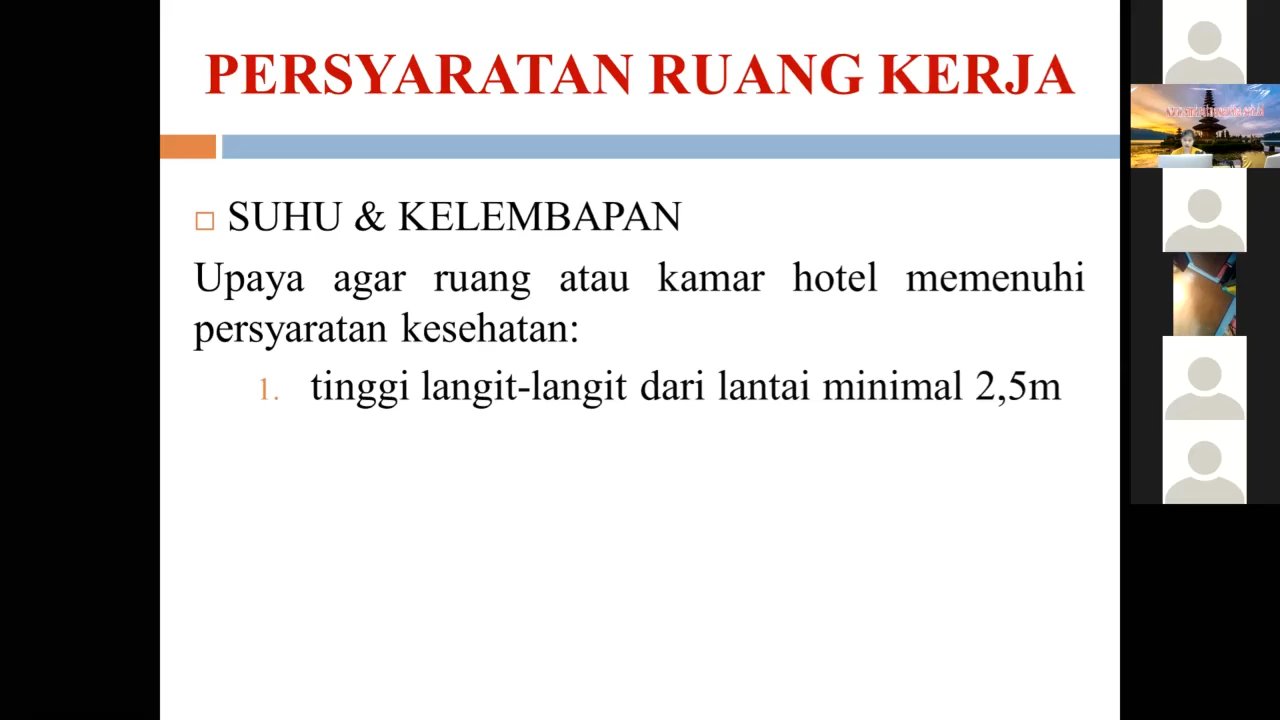 PERSYARATAN RUANG KERJA
SUHU & KELEMBAPAN
Upaya agar ruang atau kamar hotel memenuhi
persyaratan kesehatan:
1. tinggi langit-langit dari lantai minimal 2,5m